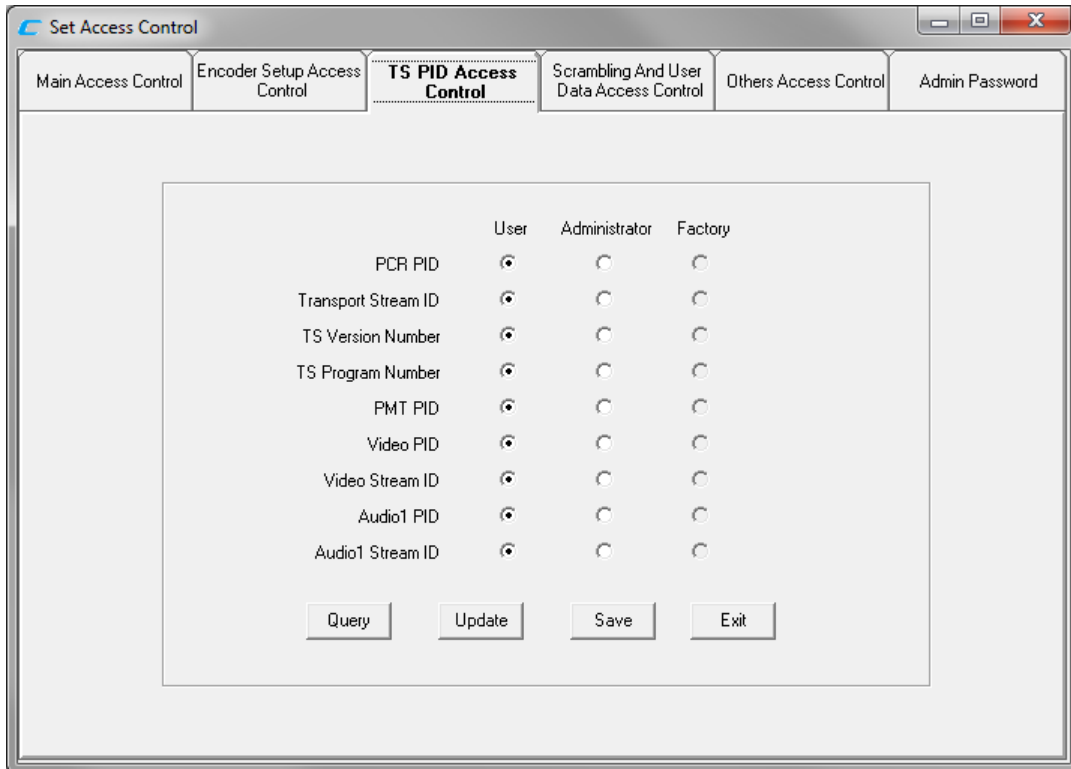 Set Access Control
Main Access Control
Encoder Setup Access
Control
TS PID Access
Control
Scrambling And User
Data Access Control
Others Access Control
Admin Password
User Administrator Factory
PCR PID
Transport Stream ID
TS Version Number
TS Program Number
PMT PID
Video PID
Video Stream ID
Audio1 PID
Audio1 Stream ID
Query Update Save Exit